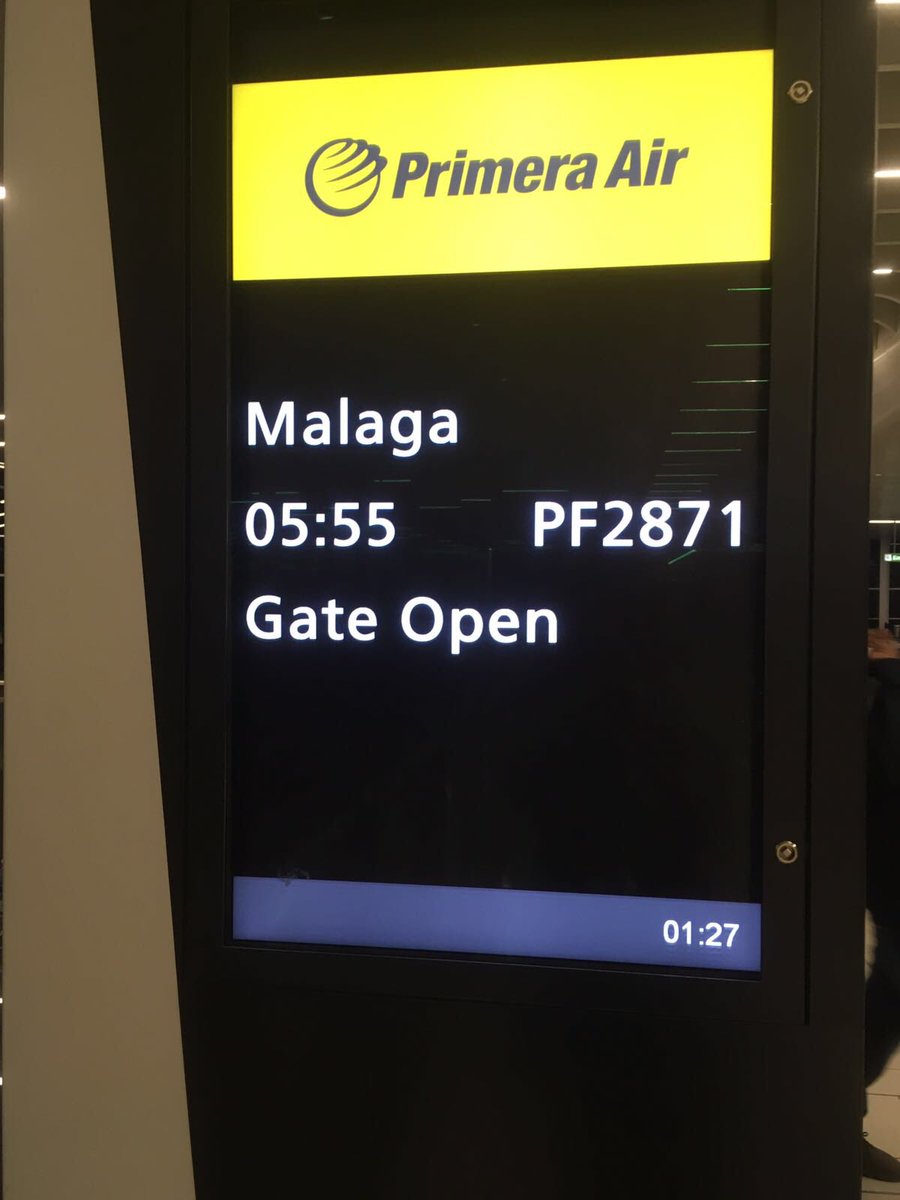 Primera Air
Malaga
05:55 PF2871
Gate Open
01:27